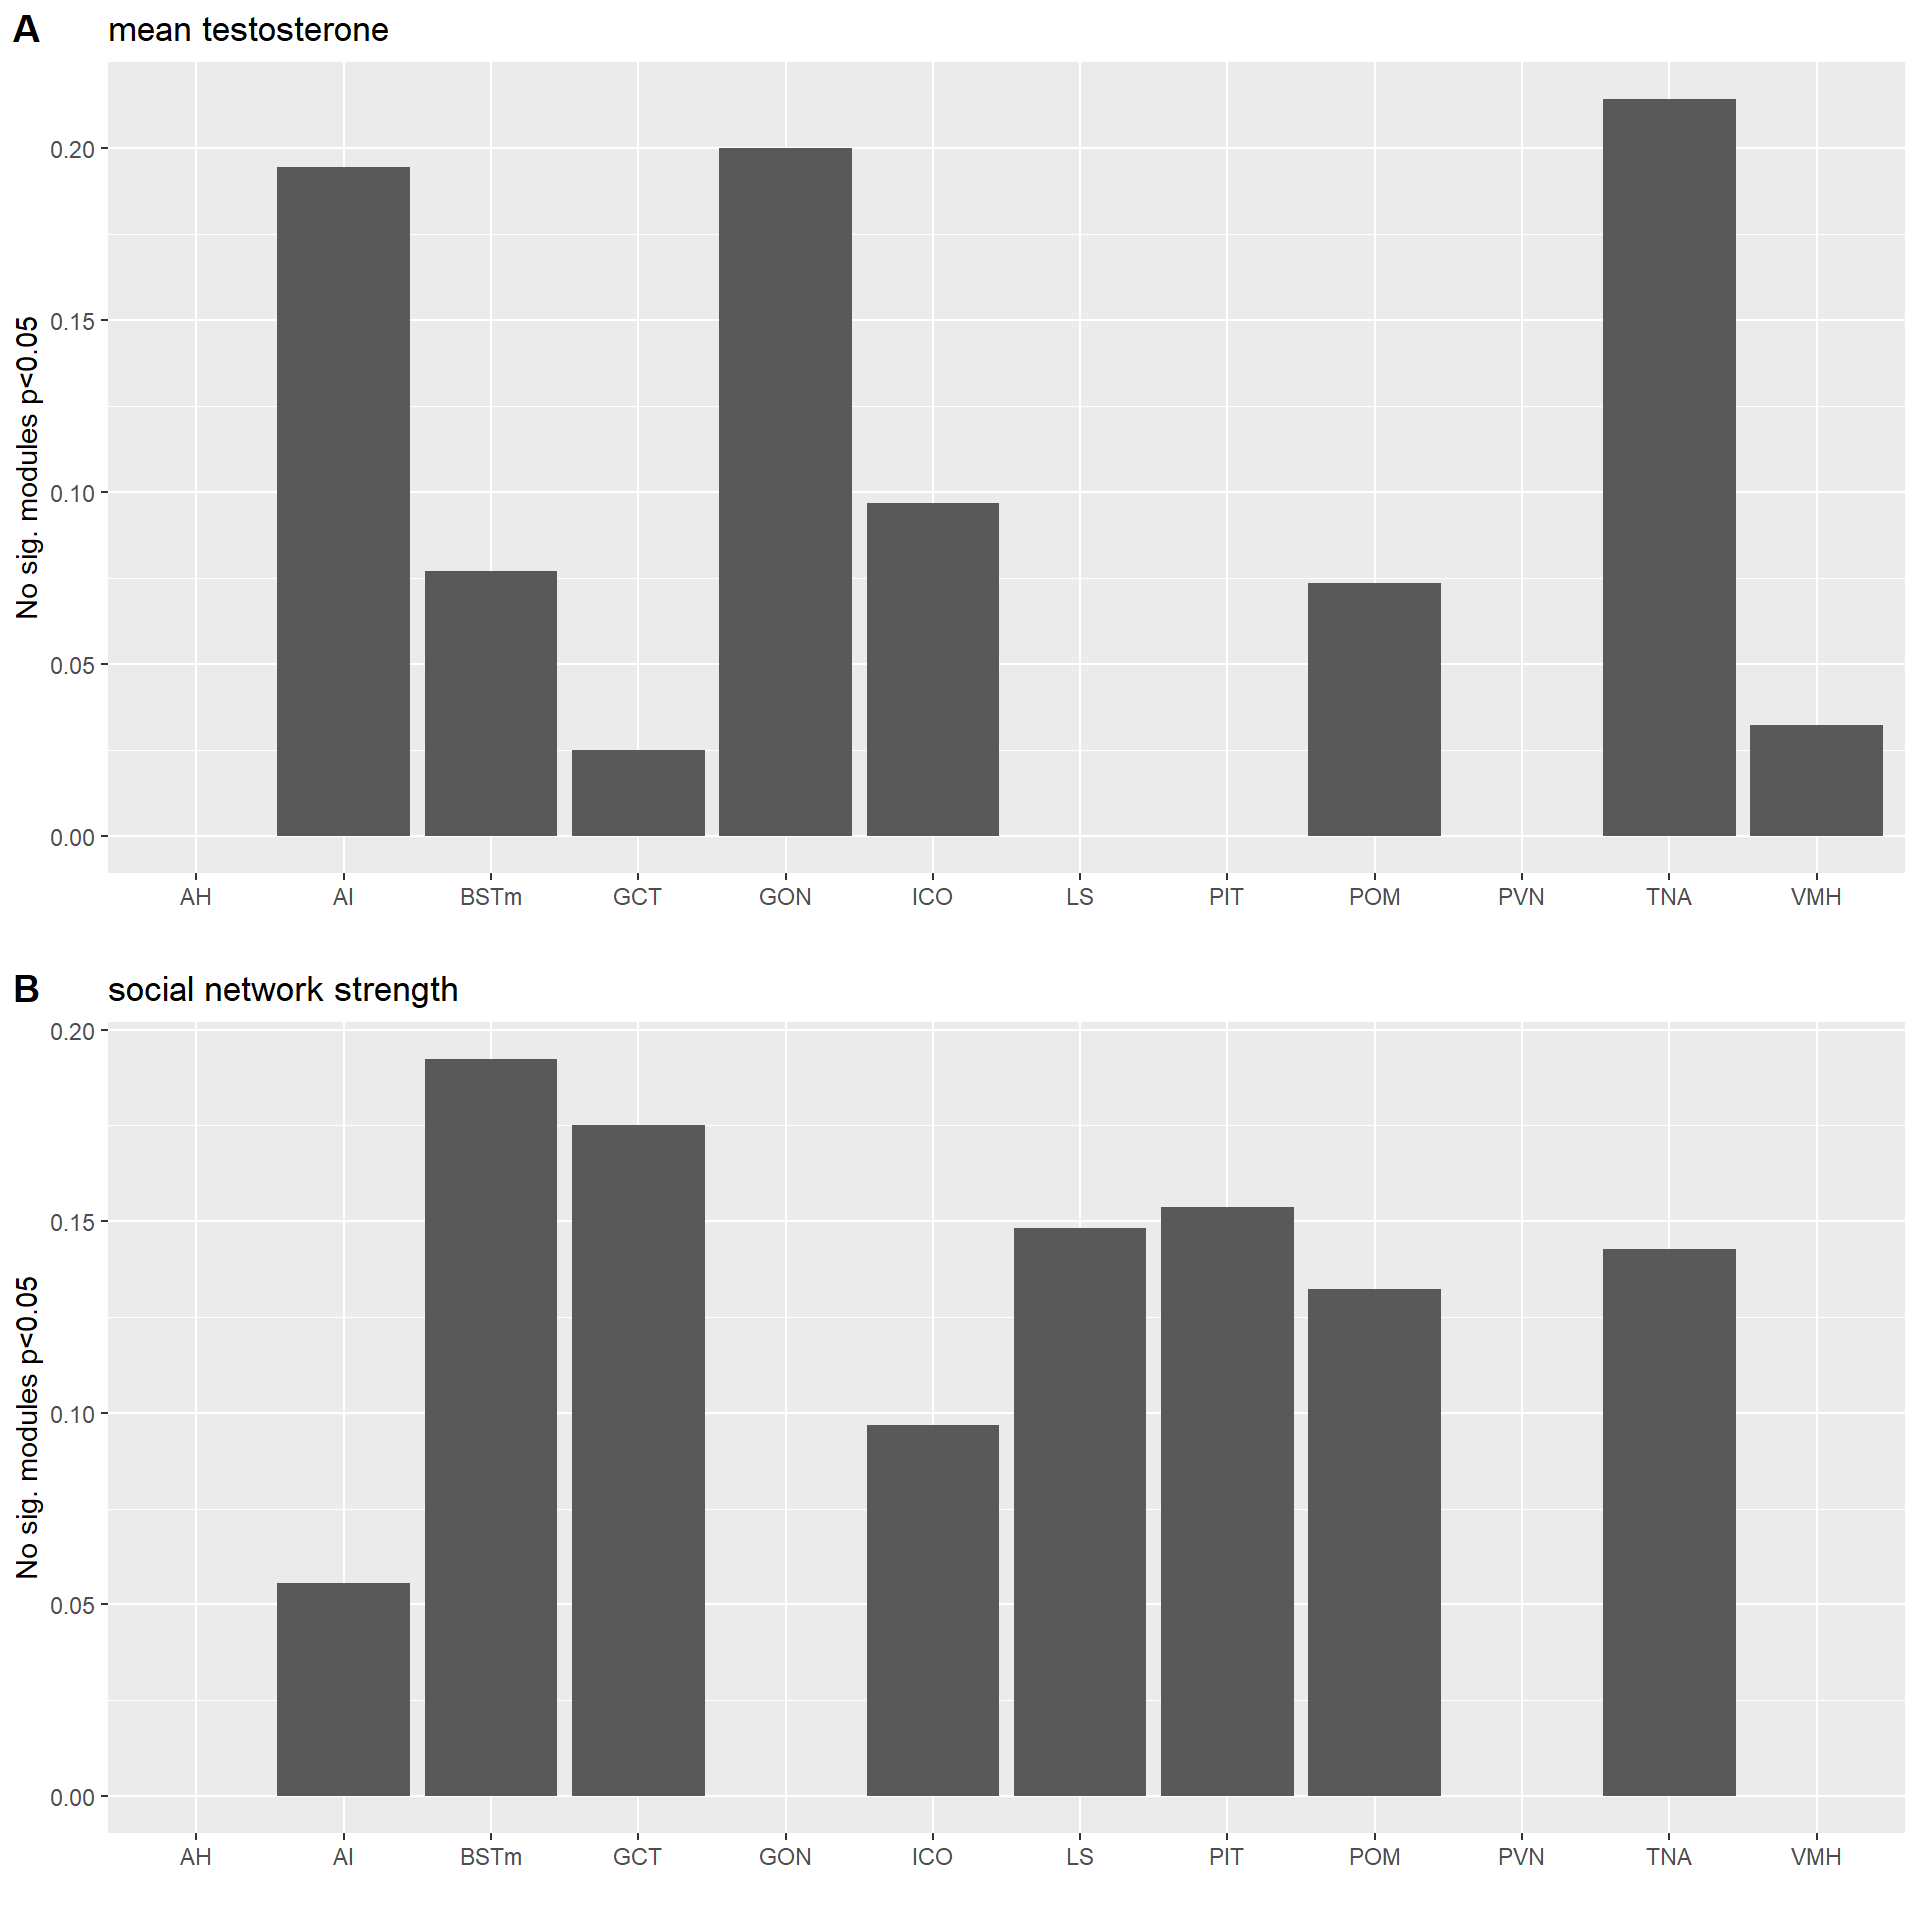 A mean testosterone
No sig. modules p<0.05
0.20
0.15
0.10
0.05
0.00
AH AI BSTm GCT GON ICO LS PIT POM PVN TNA VMH
B social network strength
No sig. modules p<0.05
0.20
0.15
0.10
0.05
0.00
AH AI BSTm GCT GON ICO LS PIT POM PVN TNA VMH